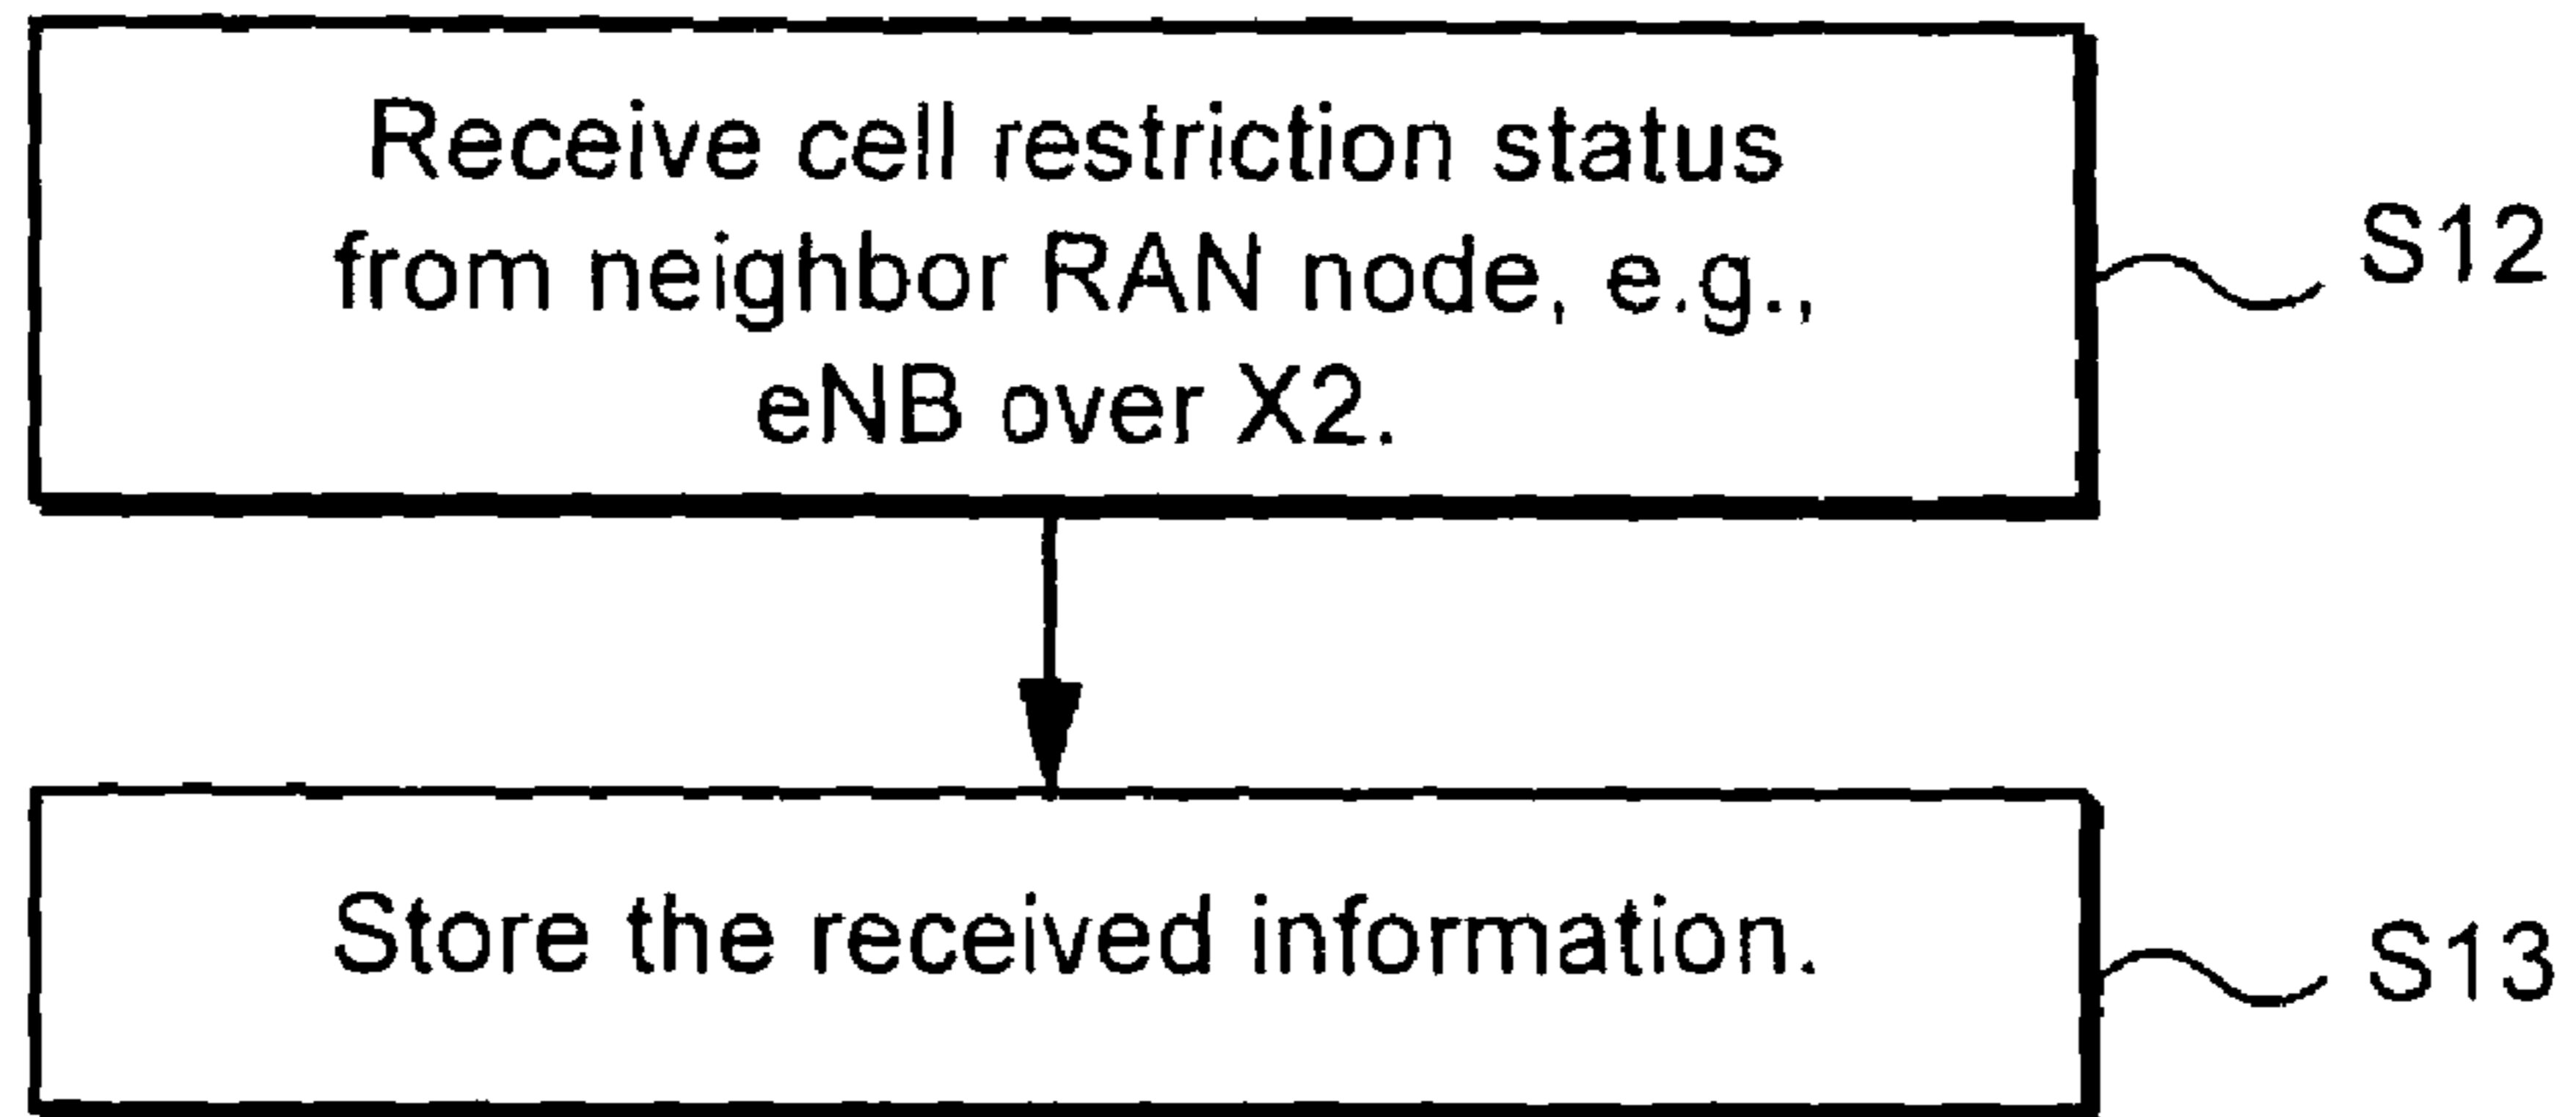 Receive cell restriction status
from neighbor RAN node, e.g.,
eNB over X2.
S12
Store the received information.
S13